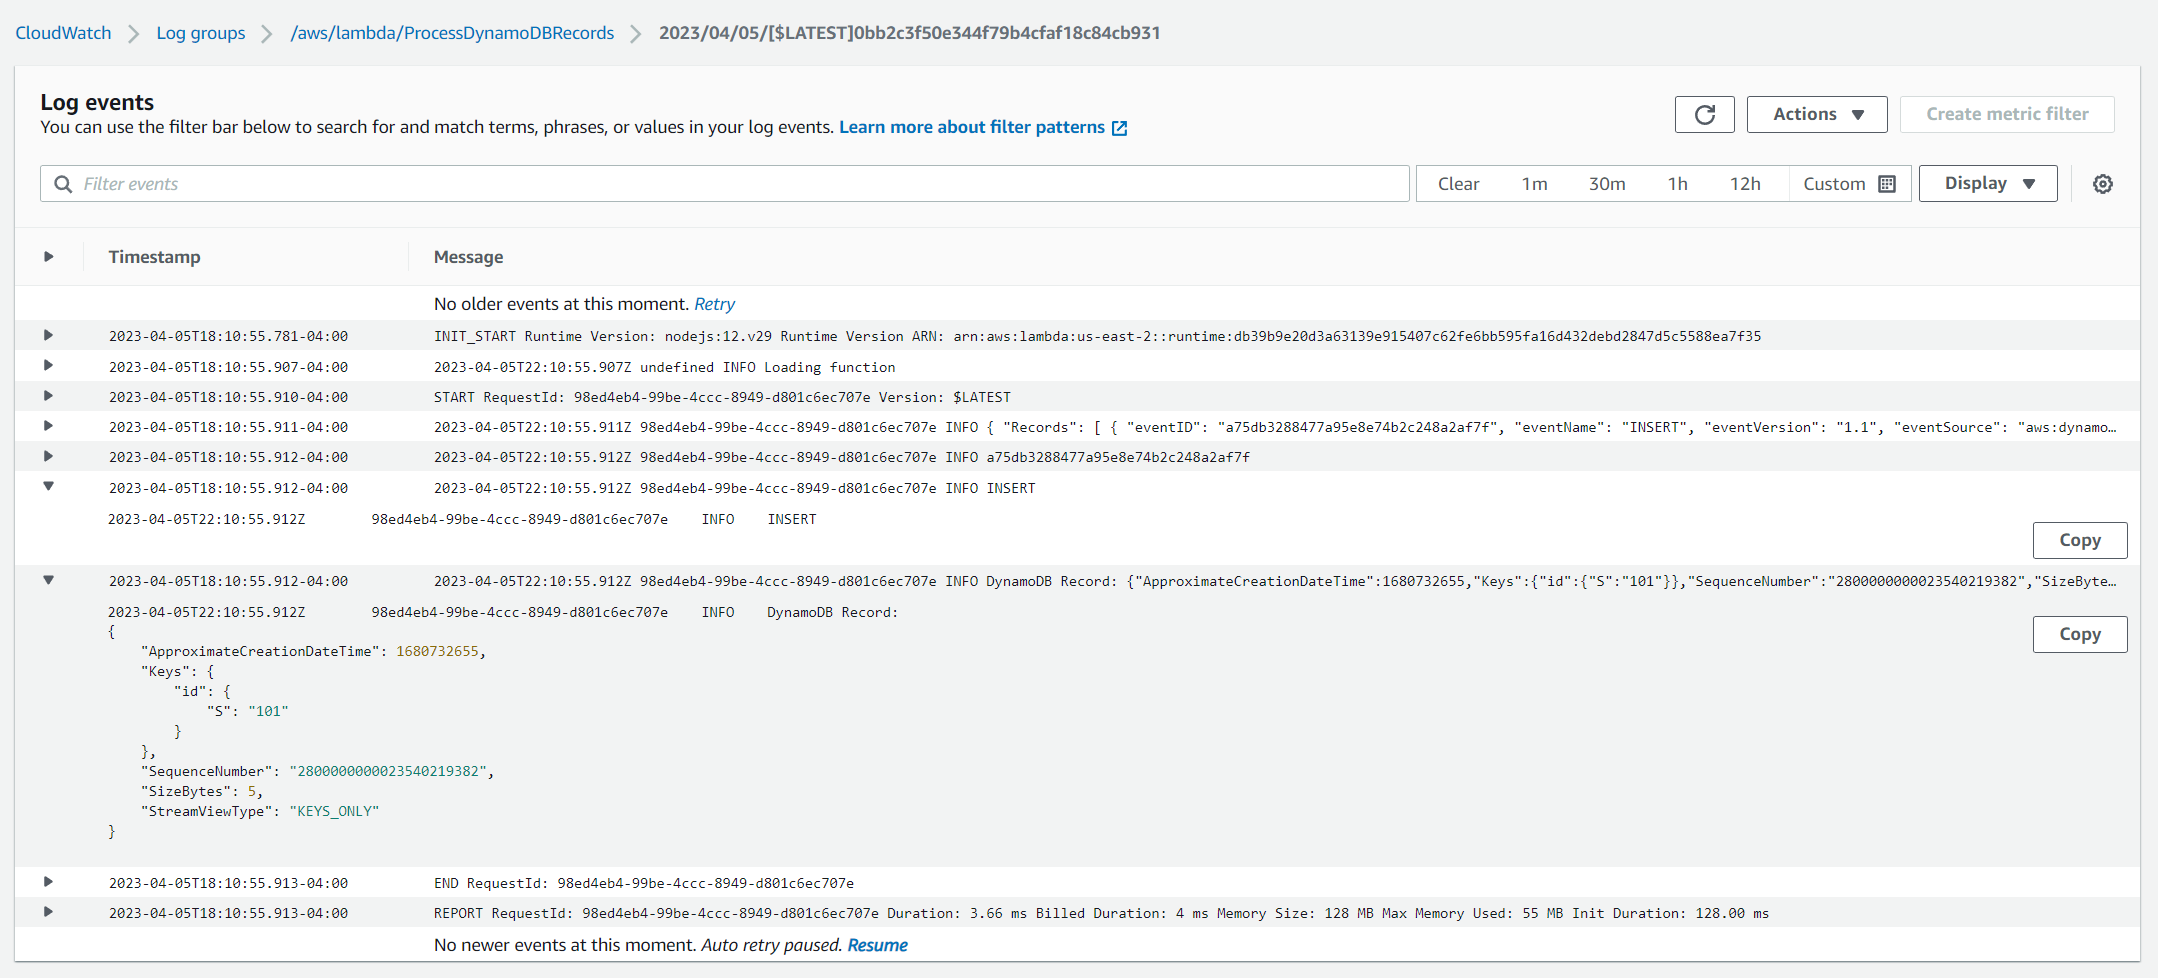 CloudWatch > Log groups > /aws/lambda/ProcessDynamoDBRecords > 2023/04/05/[$LATEST]0bb2c3f50e344f79b4cfaf18c84cb931
Log events
You can use the filter bar below to search for and match terms, phrases, or values in your log events. Learn more about filter patterns
Actions
Create metric filter
Filter events
Clear 1m 30m 1h 12h Custom
Display
Timestamp Message
No older events at this moment. Retry
2023-04-05T18:10:55.781-04:00 INIT_START Runtime Version: nodejs:12.v29 Runtime Version ARN: arn:aws:lambda:us-east-2::runtime:db39b9e20d3a63139e915407c62fe6bb595fa16d432debd2847d5c5588ea7f35
2023-04-05T18:10:55.907-04:00 2023-04-05T22:10:55.907Z undefined INFO Loading function
2023-04-05T18:10:55.910-04:00 START RequestId: 98ed4eb4-99be-4ccc-8949-d801c6ec707e Version: $LATEST
2023-04-05T18:10:55.911-04:00 2023-04-05T22:10:55.911Z 98ed4eb4-99be-4ccc-8949-d801c6ec707e INFO { "Records": [ { "eventID": "a75db3288477a95e8e74b2c248a2af7f", "eventName": "INSERT", "eventVersion": "1.1", "eventSource": "aws:dynamo…
2023-04-05T18:10:55.912-04:00 2023-04-05T22:10:55.912Z 98ed4eb4-99be-4ccc-8949-d801c6ec707e INFO a75db3288477a95e8e74b2c248a2af7f
2023-04-05T18:10:55.912-04:00 2023-04-05T22:10:55.912Z 98ed4eb4-99be-4ccc-8949-d801c6ec707e INFO INSERT
2023-04-05T22:10:55.912Z 98ed4eb4-99be-4ccc-8949-d801c6ec707e INFO INSERT
Copy
2023-04-05T18:10:55.912-04:00 2023-04-05T22:10:55.912Z 98ed4eb4-99be-4ccc-8949-d801c6ec707e INFO DynamoDB Record: {"ApproximateCreationDateTime":1680732655,"Keys":{"id":{"S":"101"}},"SequenceNumber":"2800000000023540219382","SizeByte…
2023-04-05T22:10:55.912Z 98ed4eb4-99be-4ccc-8949-d801c6ec707e INFO DynamoDB Record:
Copy
{
"ApproximateCreationDateTime": 1680732655,
"Keys": {
"id": {
"S": "101"
}
},
"SequenceNumber": "2800000000023540219382",
"SizeBytes": 5,
"StreamViewType": "KEYS_ONLY"
}
2023-04-05T18:10:55.913-04:00 END RequestId: 98ed4eb4-99be-4ccc-8949-d801c6ec707e
2023-04-05T18:10:55.913-04:00 REPORT RequestId: 98ed4eb4-99be-4ccc-8949-d801c6ec707e Duration: 3.66 ms Billed Duration: 4 ms Memory Size: 128 MB Max Memory Used: 55 MB Init Duration: 128.00 ms
No newer events at this moment. Auto retry paused. Resume